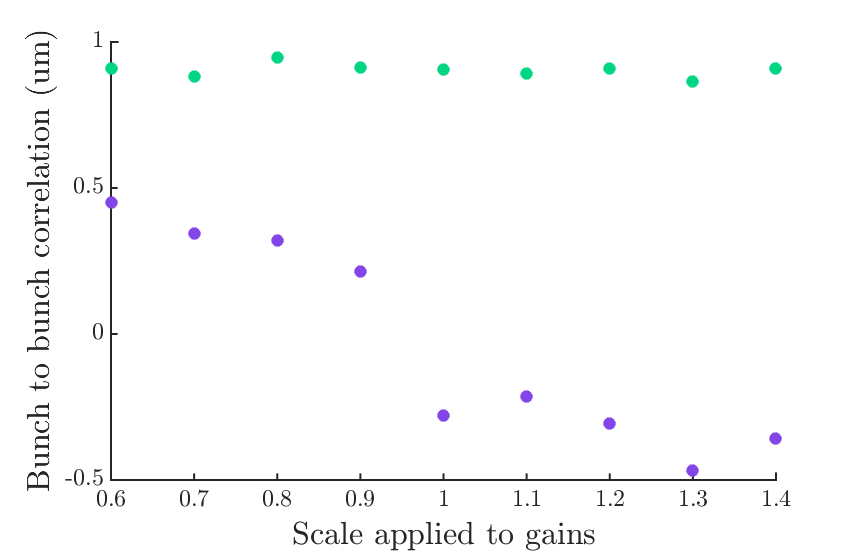 Bunch to bunch correlation (um)
1
0.5
0
-0.5
0.6 0.7 0.8 0.9 1 1.1 1.2 1.3 1.4
Scale applied to gains